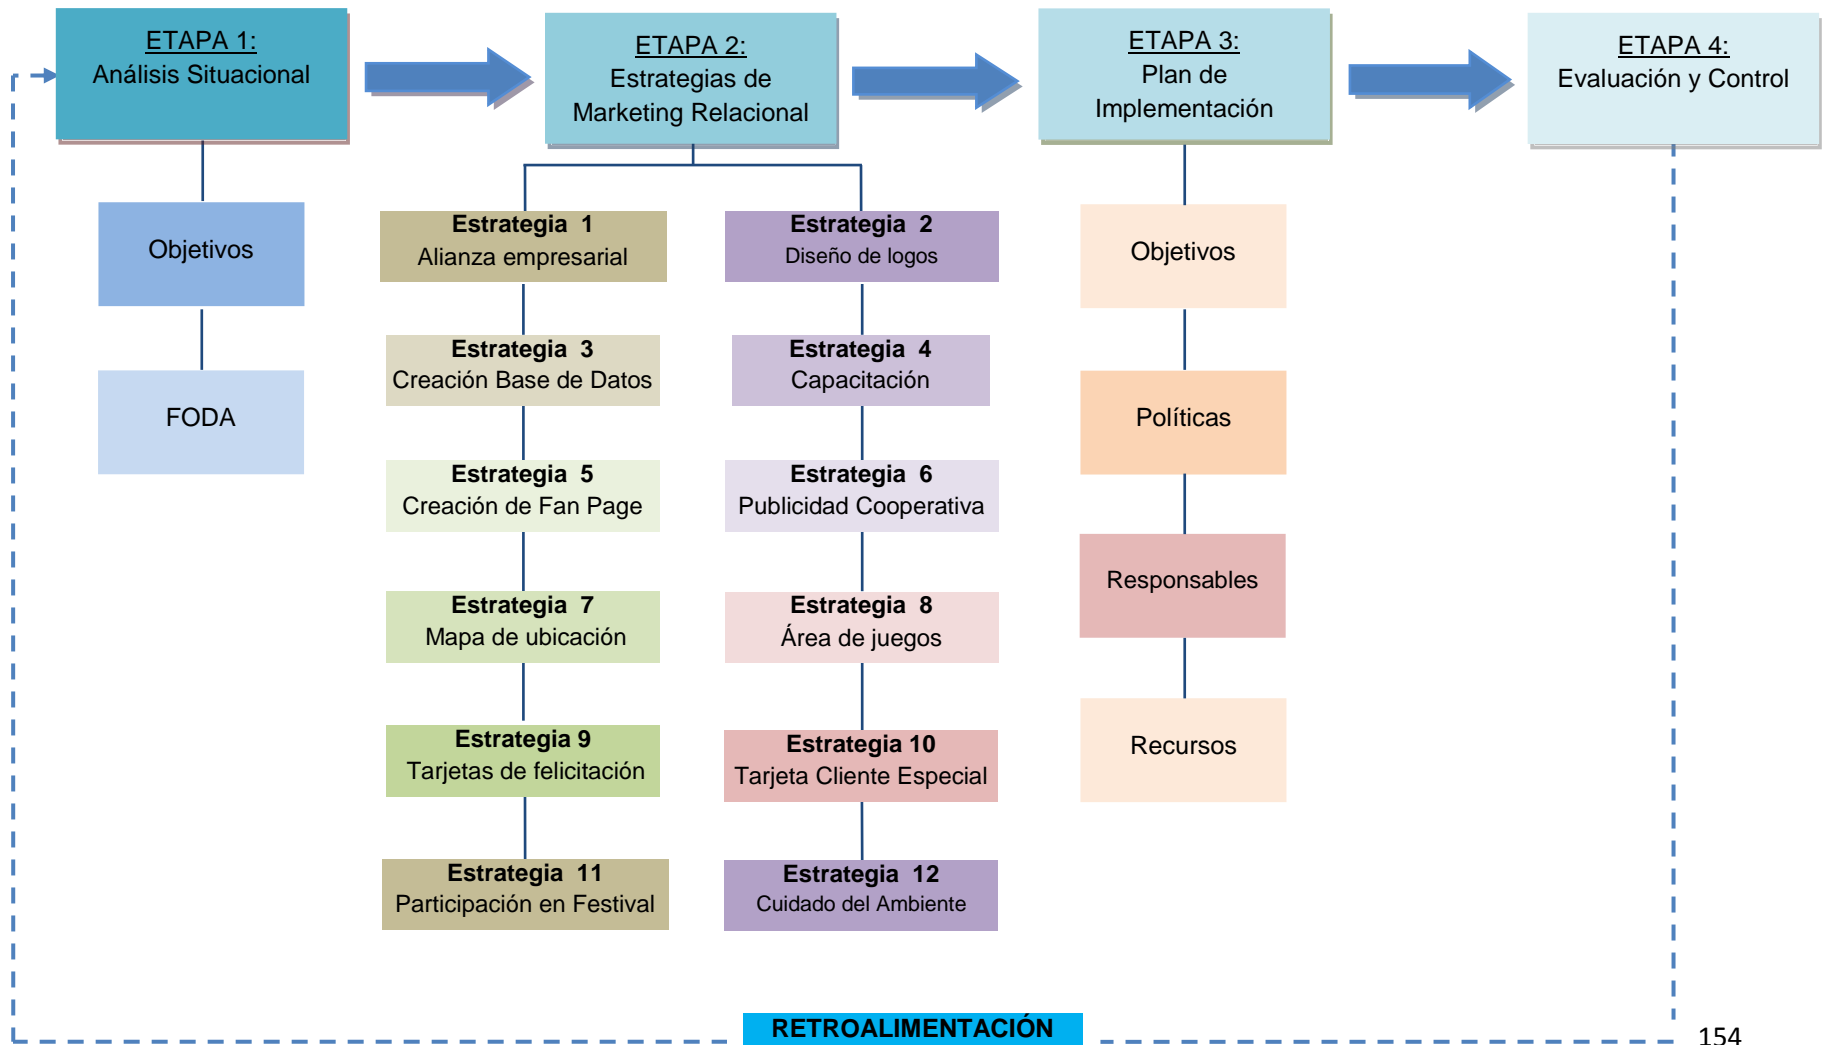 ETAPA 1:
Análisis Situacional
ETAPA 2:
Estrategias de
Marketing Relacional
ETAPA 3:
Plan de
Implementación
ETAPA 4:
Evaluación y Control
Objetivos
FODA
Estrategia 1
Alianza empresarial
Estrategia 2
Diseño de logos
Estrategia 3
Creación Base de Datos
Estrategia 4
Capacitación
Estrategia 5
Creación de Fan Page
Estrategia 6
Publicidad Cooperativa
Estrategia 7
Mapa de ubicación
Estrategia 8
Área de juegos
Estrategia 9
Tarjetas de felicitación
Estrategia 10
Tarjeta Cliente Especial
Estrategia 11
Participación en Festival
Estrategia 12
Cuidado del Ambiente
Objetivos
Políticas
Responsables
Recursos
RETROALIMENTACIÓN
154